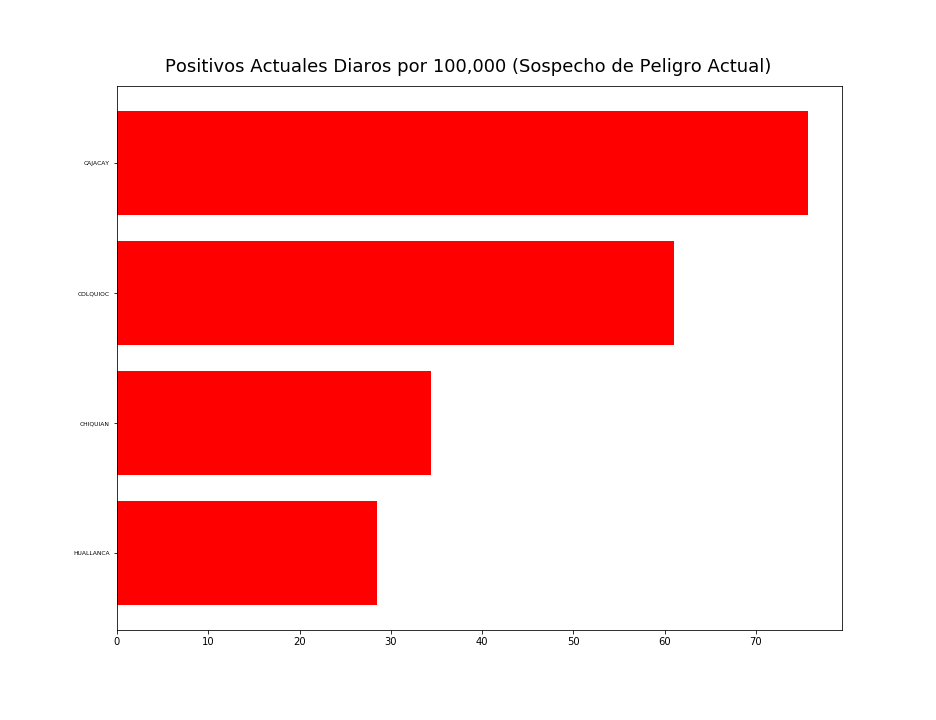 Positivos Actuales Diaros por 100,000 (Sospecho de Peligro Actual)
CAJACAY
COLQUIOC
CHIQUIAN
HUALLANCA
0 10 20 30 40 50 60 70